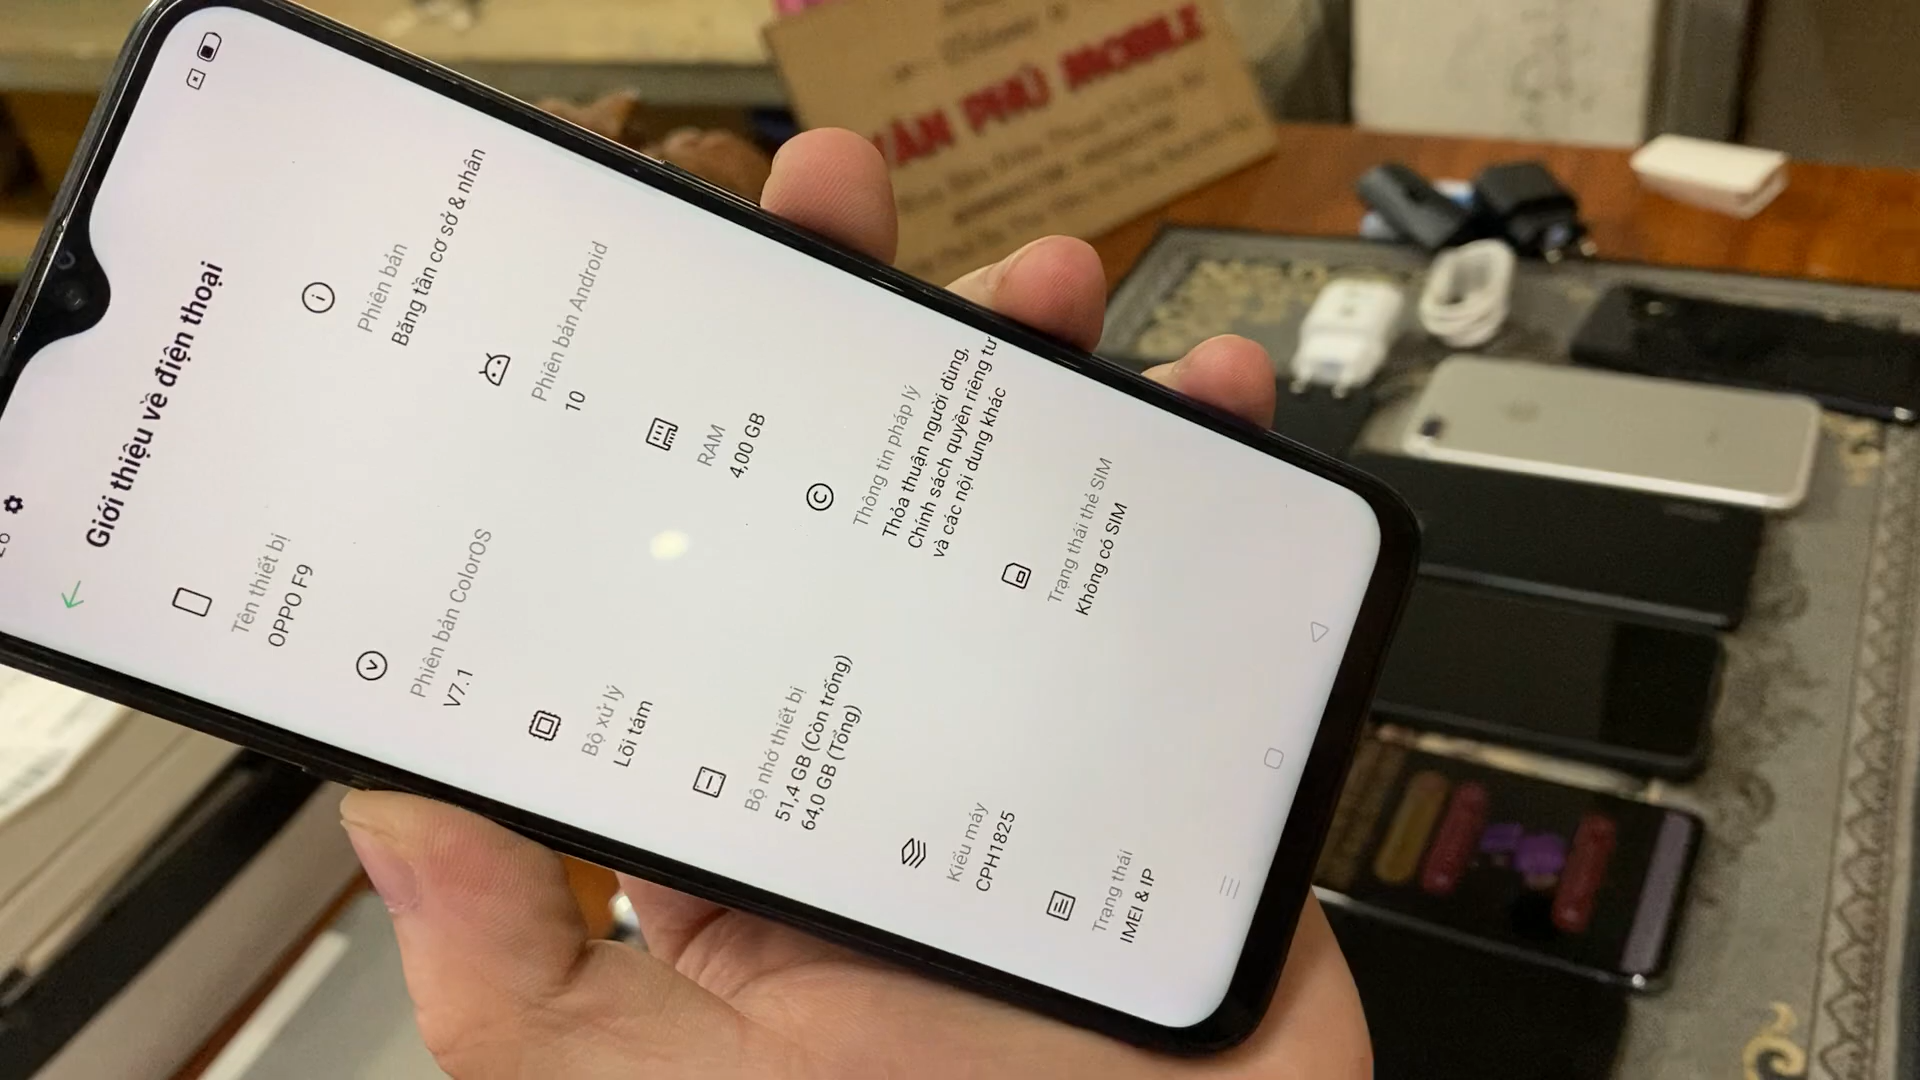 Giới thiệu về điện thoại
Tên thiết bị
OPPO F9
Phiên bản
Băng tần cơ sở & nhân
Phiên bản ColorOS
V7.1
Phiên bản Android
10
Bộ xử lý
Lõi tám
RAM
4,00 GB
Bộ nhớ thiết bị
51,4 GB (Còn trống)
64,0 GB (Tổng)
Thông tin pháp lý
Thỏa thuận người dùng,
Chính sách quyền riêng tư
và các nội dung khác
Kiểu máy
CPH1825
Trạng thái thẻ SIM
Không có SIM
Trạng thái
IMEI & IP
VĂN PHÚ MOBILE